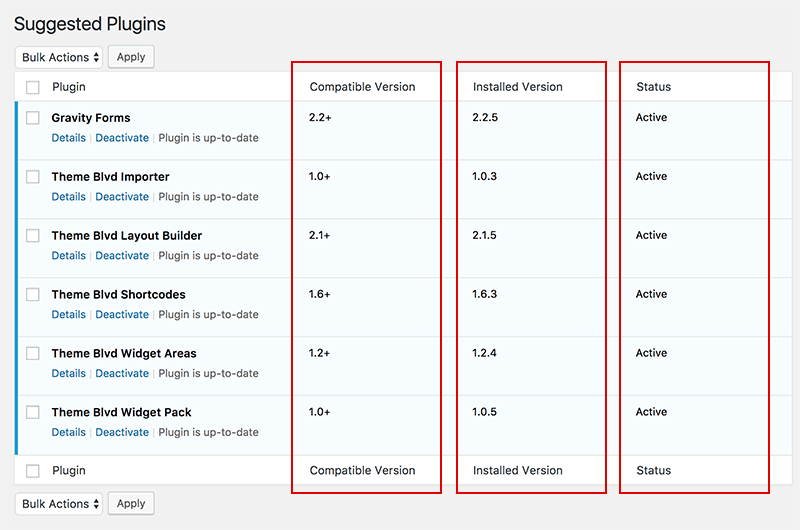 Suggested Plugins
Bulk Actions Apply
Plugin Compatible Version Installed Version Status
Gravity Forms 2.2+ 2.2.5 Active
Details | Deactivate | Plugin is up-to-date
Theme Blvd Importer 1.0+ 1.0.3 Active
Details | Deactivate | Plugin is up-to-date
Theme Blvd Layout Builder 2.1+ 2.1.5 Active
Details | Deactivate | Plugin is up-to-date
Theme Blvd Shortcodes 1.6+ 1.6.3 Active
Details | Deactivate | Plugin is up-to-date
Theme Blvd Widget Areas 1.2+ 1.2.4 Active
Details | Deactivate | Plugin is up-to-date
Theme Blvd Widget Pack 1.0+ 1.0.5 Active
Details | Deactivate | Plugin is up-to-date
Plugin Compatible Version Installed Version Status
Bulk Actions Apply